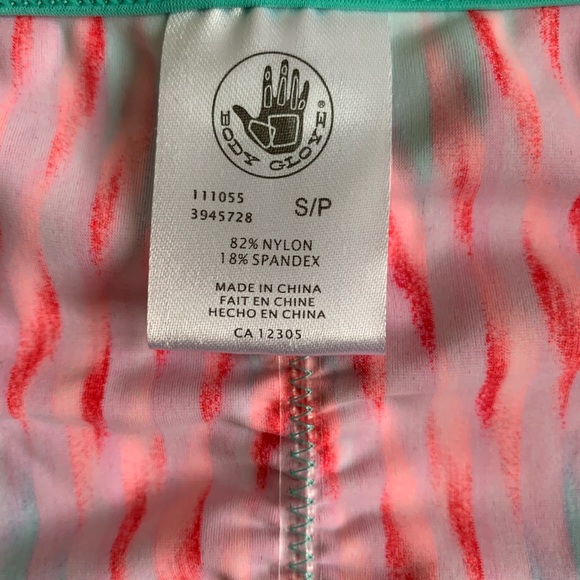 BODY GLOVE®
111055
3945728
S/P
82% NYLON
18% SPANDEX
MADE IN CHINA
FAIT EN CHINE
HECHO EN CHINA
CA 12305